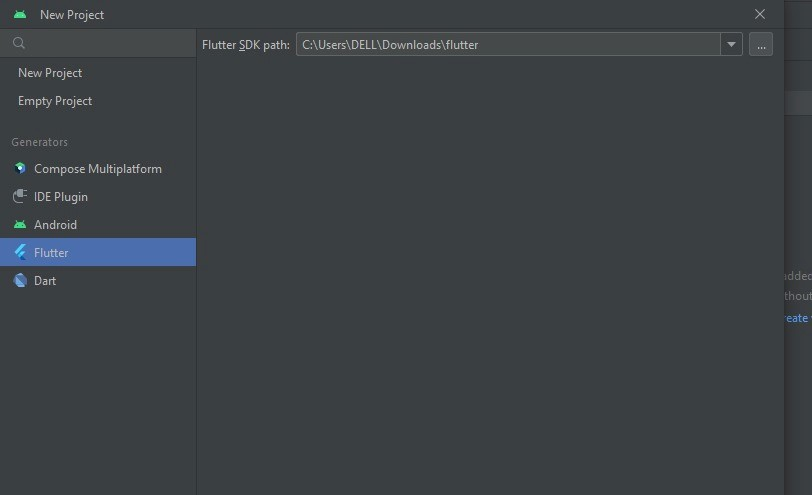 New Project
Flutter SDK path: C:\Users\DELL\Downloads\flutter ...
New Project
Empty Project
Generators
Compose Multiplatform
IDE Plugin
Android
Flutter
Dart